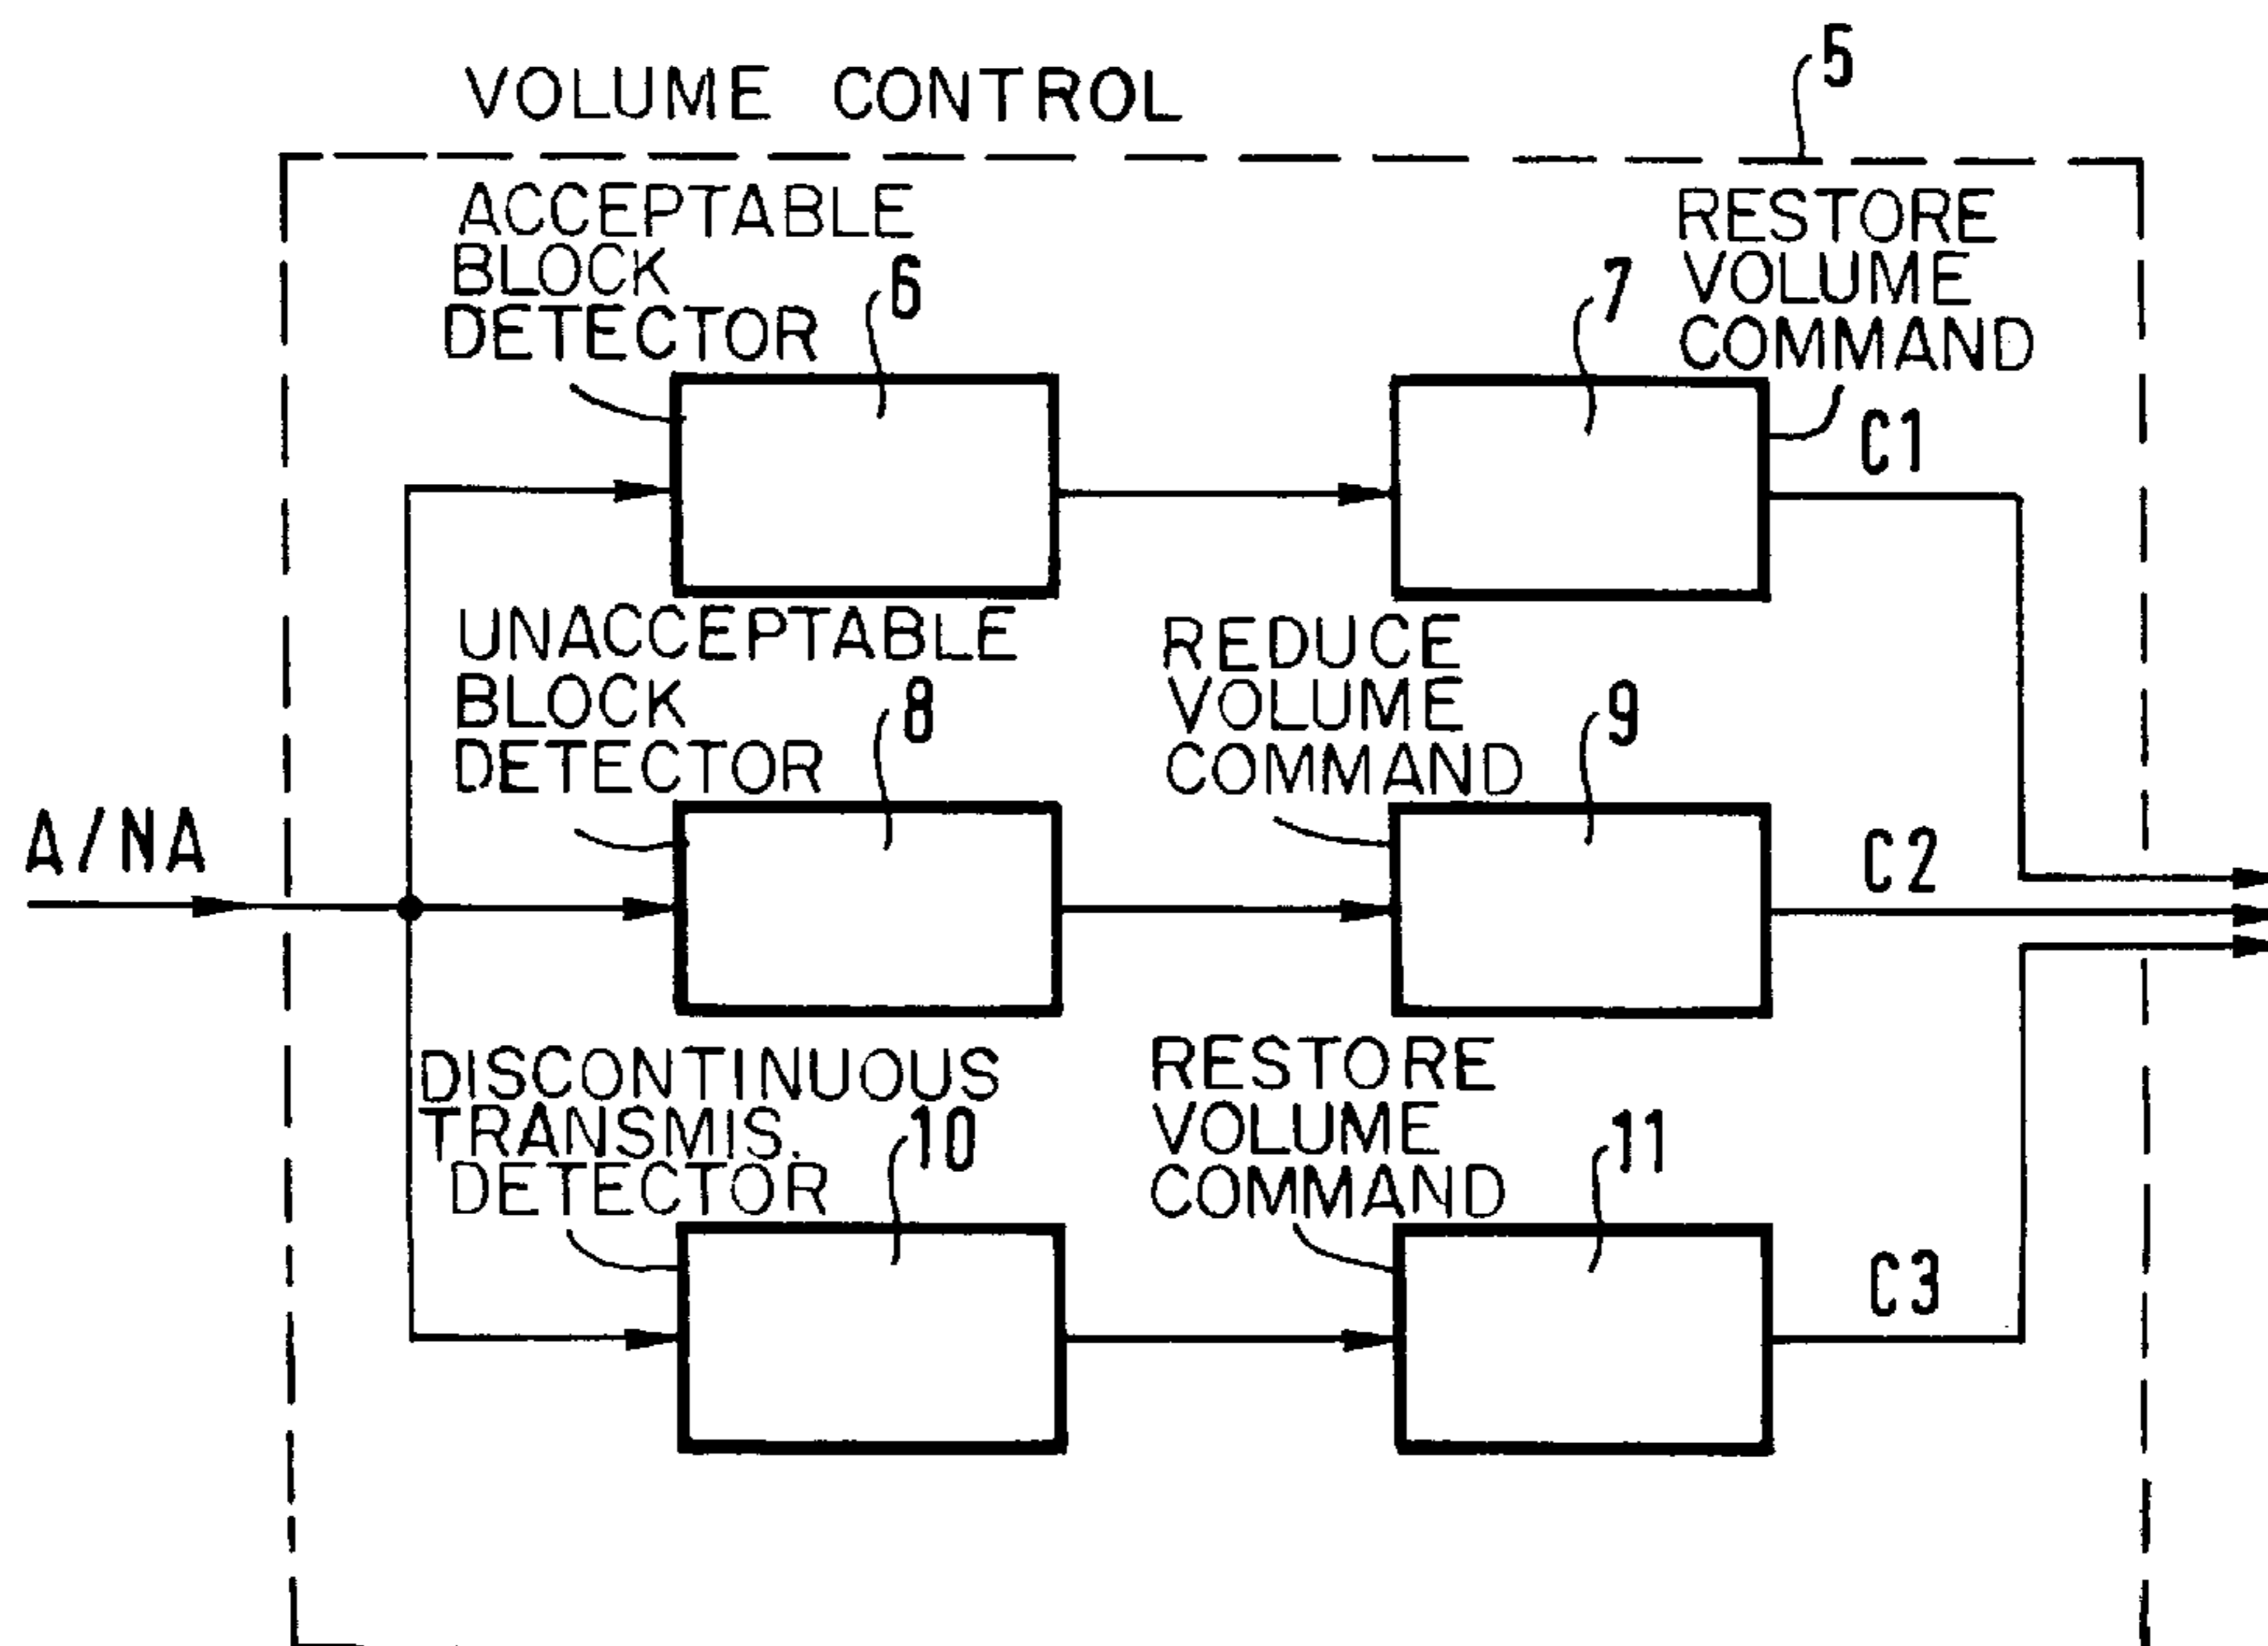 VOLUME CONTROL
5
ACCEPTABLE
BLOCK
DETECTOR
6
7
RESTORE
VOLUME
COMMAND
C1
UNACCEPTABLE
BLOCK
DETECTOR
8
REDUCE
VOLUME
COMMAND
9
A/NA
C2
DISCONTINUOUS
TRANSMIS.
DETECTOR
10
RESTORE
VOLUME
COMMAND
11
C3